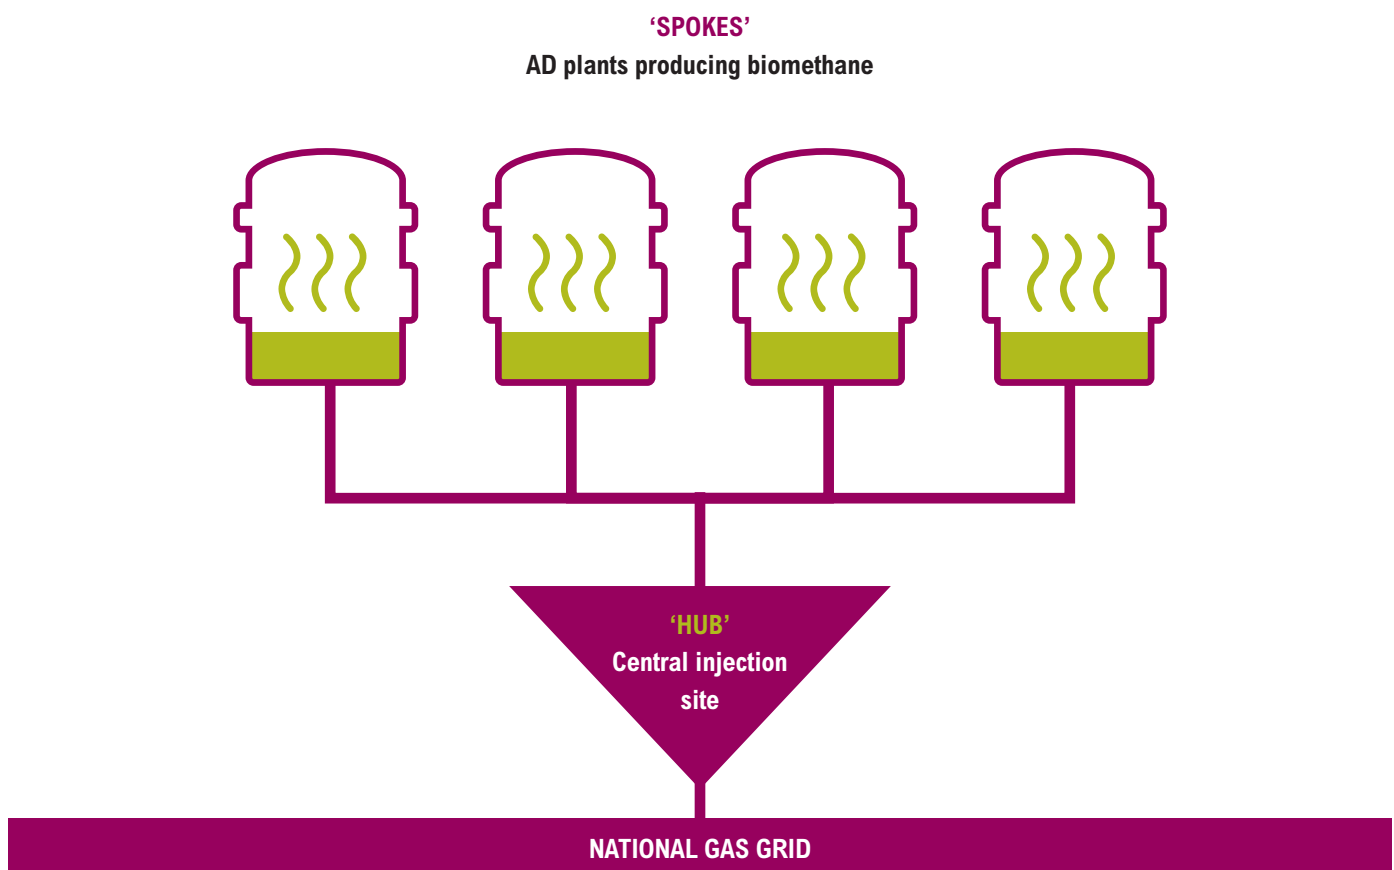 ‘SPOKES’
AD plants producing biomethane
‘HUB’
Central injection
site
NATIONAL GAS GRID